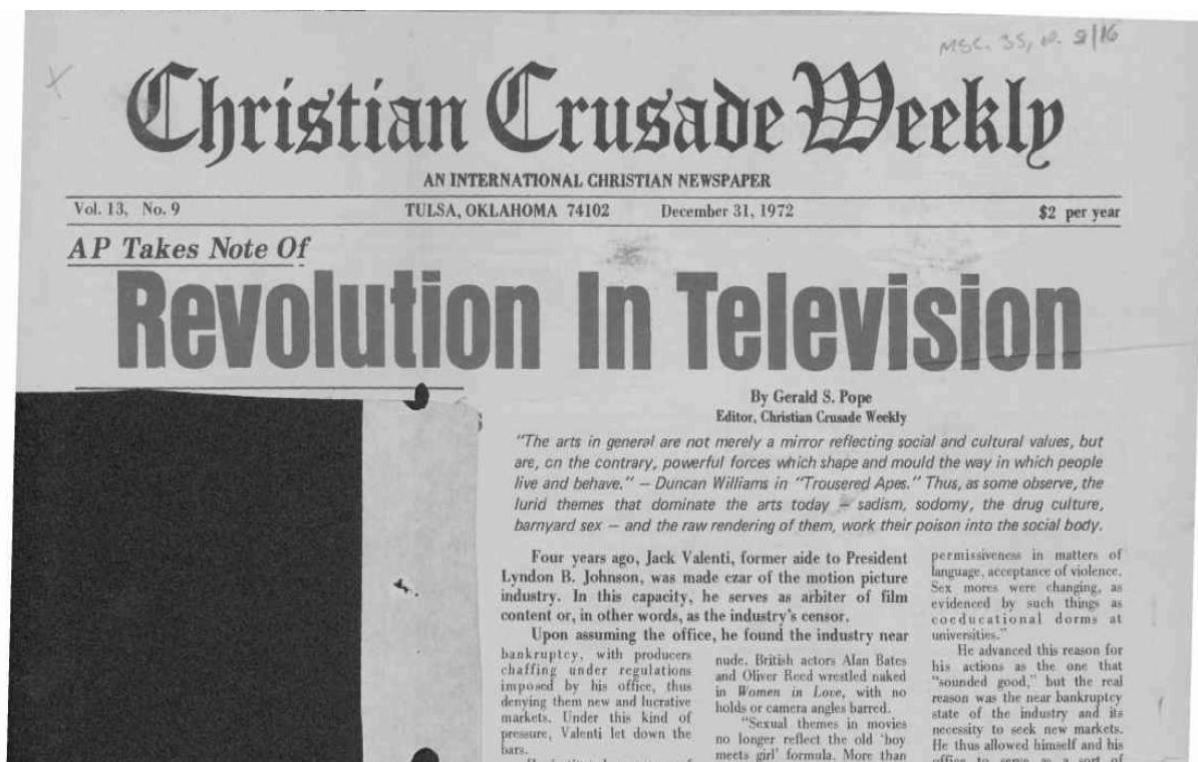 MSC. 35, 
Christian Crusade Weekly
AN INTERNATIONAL CHRISTIAN NEWSPAPER
Vol. 13, No. 9 TULSA, OKLAHOMA 74102 December 31, 1972 $2 per year
AP Takes Note Of
Revolution In Television
By Gerald S. Pope
Editor, Christian Crusade Weekly
"The arts in general are not merely a mirror reflecting social and cultural values, but
are, on the contrary, powerful forces which shape and mould the way in which people
live and behave." – Duncan Williams in "Trousered Apes." Thus, as some observe, the
lurid themes that dominate the arts today – sadism, sodomy, the drug culture,
barnyard sex – and the raw rendering of them, work their poison into the social body.
Four years ago, Jack Valenti, former aide to President
Lyndon B. Johnson, was made czar of the motion picture
industry. In this capacity, he serves as arbiter of film
content or, in other words, as the industry's censor.
Upon assuming the office, he found the industry near
bankruptcy, with producers
chaffing under regulations
imposed by his office, thus
denying them new and lucrative
markets. Under this kind of
pressure, Valenti let down the
bars.
nude. British actors Alan Bates
and Oliver Reed wrestled naked
in Women in Love, with no
holds or camera angles barred.
"Sexual themes in movies
no longer reflect the old 'boy
meets girl' formula. More than
permissiveness in matters of
language, acceptance of violence.
Sex mores were changing, as
evidenced by such things as
coeducational dorms at
universities."
He advanced this reason for
his actions as the one that
"sounded good," but the real
reason was the near bankruptcy
state of the industry and its
necessity to seek new markets.
He thus allowed himself and his
office to serve as a sort of